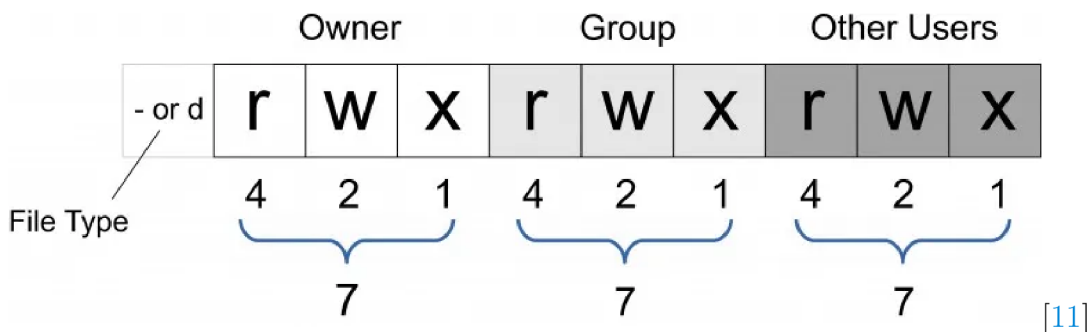 Owner Group Other Users
- or d r w x r w x r w x
4 2 1 4 2 1 4 2 1
File Type
7 7 7
[11]